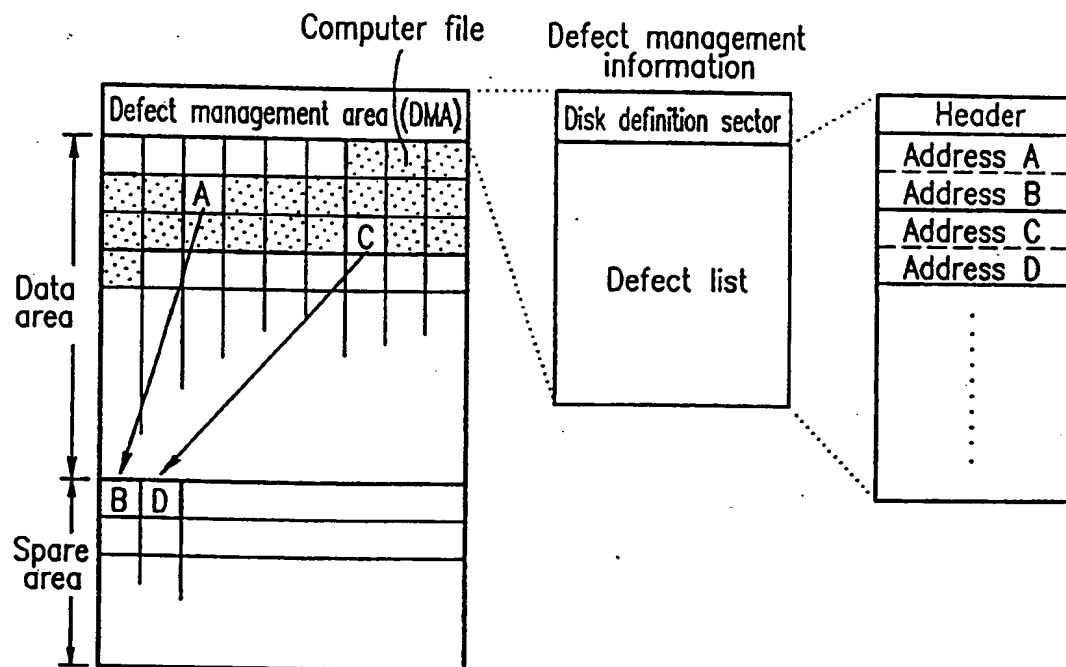 Computer file
Defect management
information
Defect management area (DMA)
Disk definition sector
Header
Address A
Address B
Address C
Address D
A
C
Data
area
Defect list
B D
Spare
area